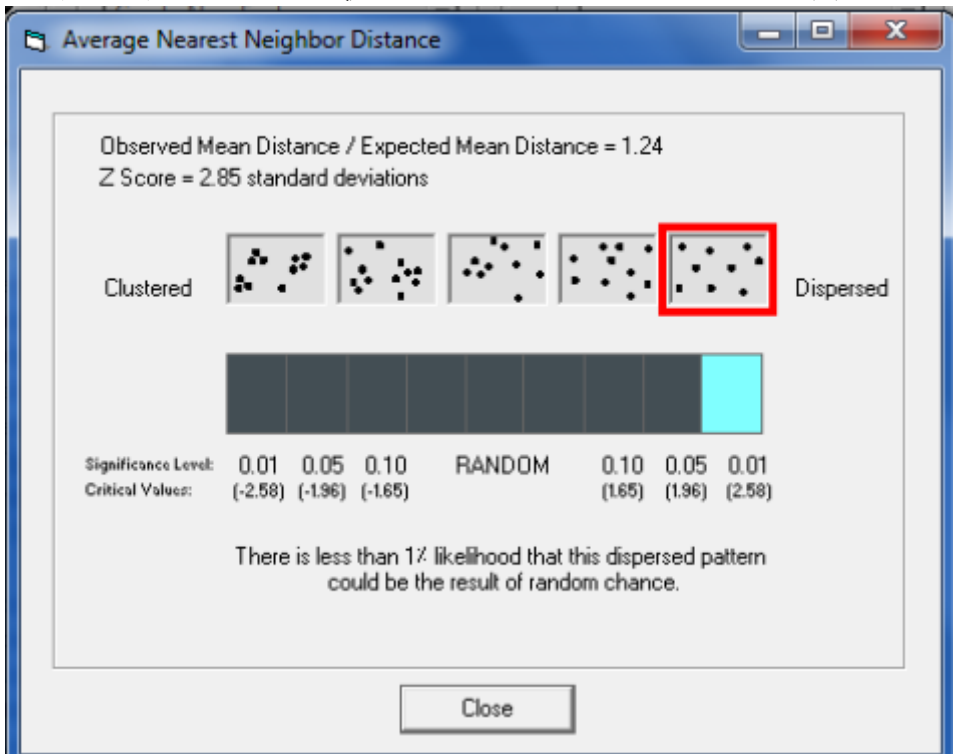 Average Nearest Neighbor Distance
Observed Mean Distance / Expected Mean Distance = 1.24
Z Score = 2.85 standard deviations
Clustered
Dispersed
Significance Level: 0.01 0.05 0.10 RANDOM 0.10 0.05 0.01
Critical Values: (-2.58) (-1.96) (-1.65) (1.65) (1.96) (2.58)
There is less than 1% likelihood that this dispersed pattern
could be the result of random chance.
Close